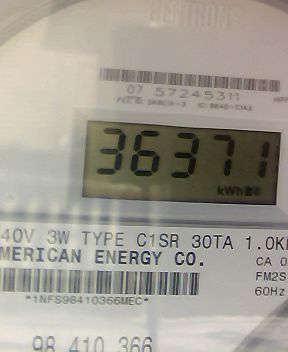 CENTRON
07 57245311
36371
kWh
40V 3W TYPE C1SR 30TA 1.0K
MERICAN ENERGY CO.
CA 0
FM2S
*1NFS98410366MEC*
60Hz
98 410 366